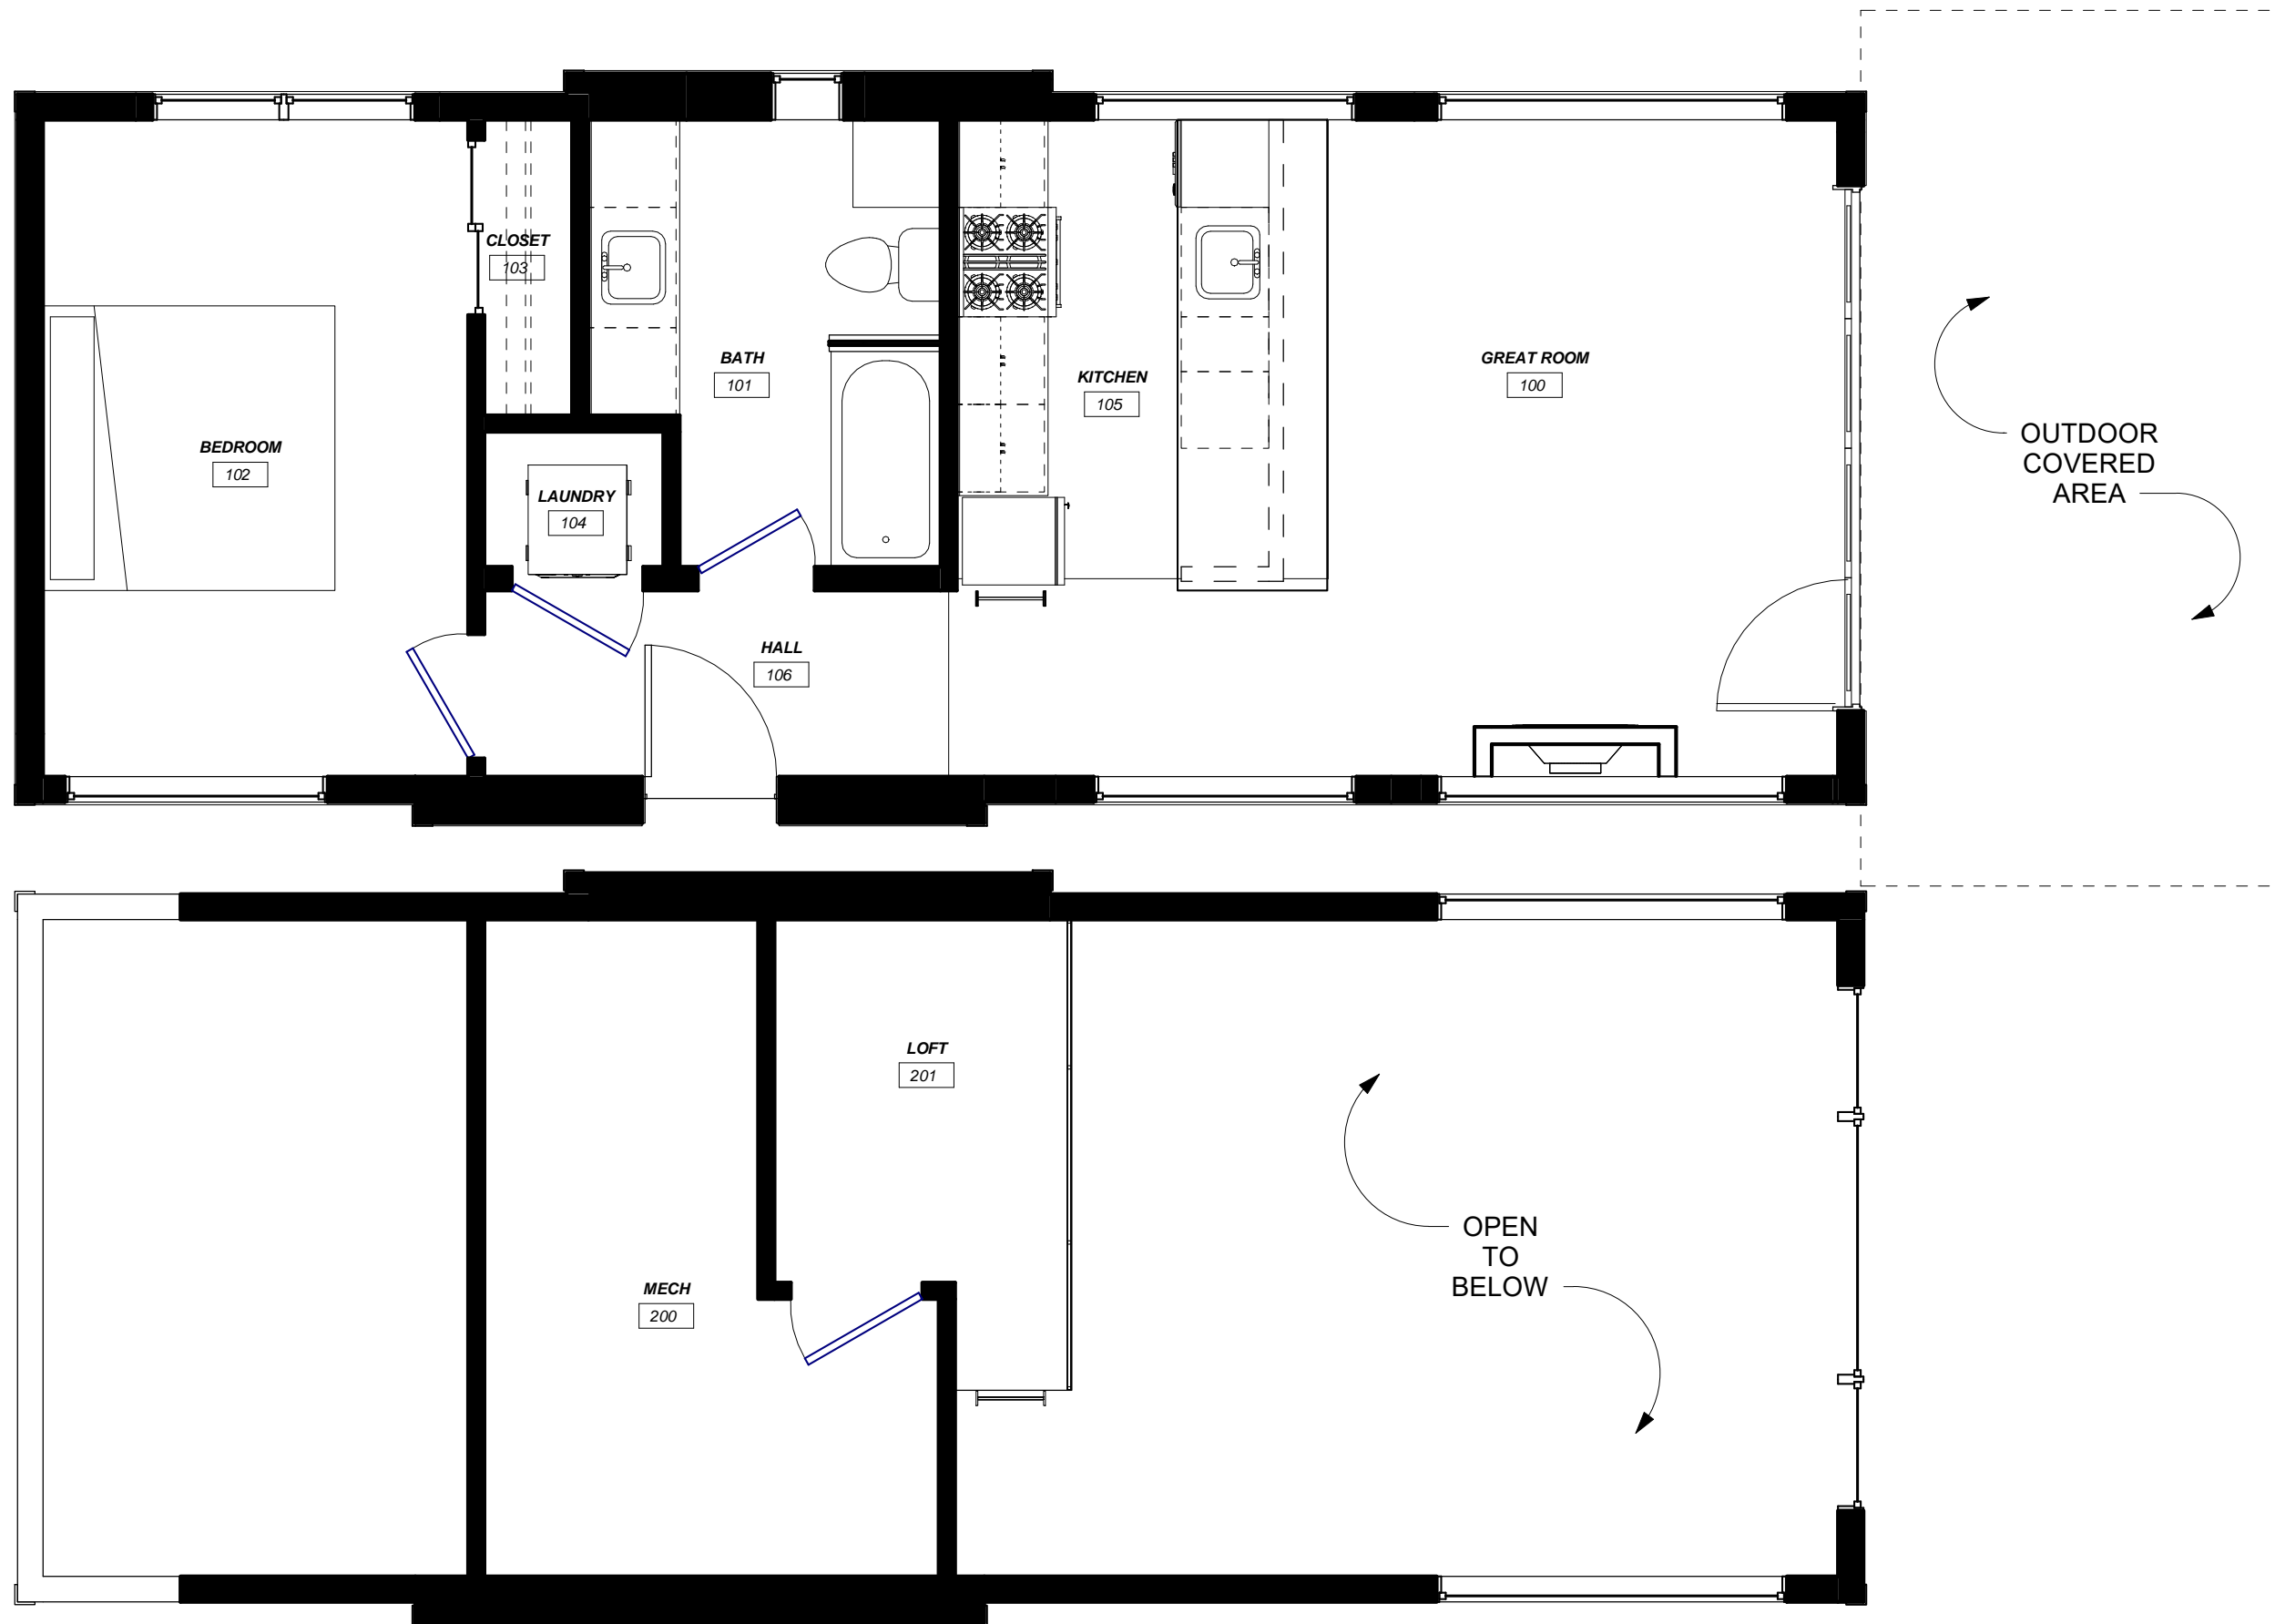 CLOSET
103
BATH
101
KITCHEN
105
GREAT ROOM
100
OUTDOOR
COVERED
AREA
BEDROOM
102
LAUNDRY
104
HALL
106
LOFT
201
OPEN
TO
BELOW
MECH
200